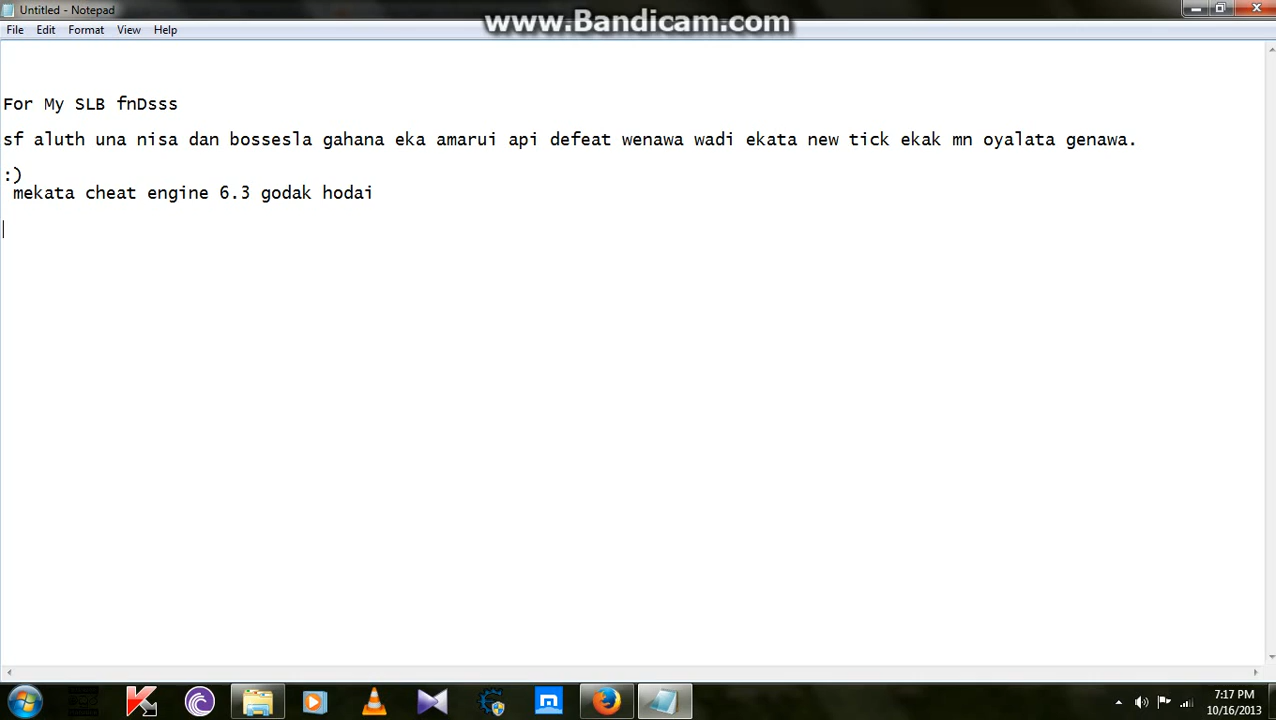 Untitled - Notepad
www.Bandicam.com
File Edit Format View Help
For My SLB fnDsss
sf aluth una nisa dan bossesla gahana eka amarui api defeat wenawa wadi ekata new tick ekak mn oyalata genawa.
:)
mekata cheat engine 6.3 godak hodai
7:17 PM
10/16/2013